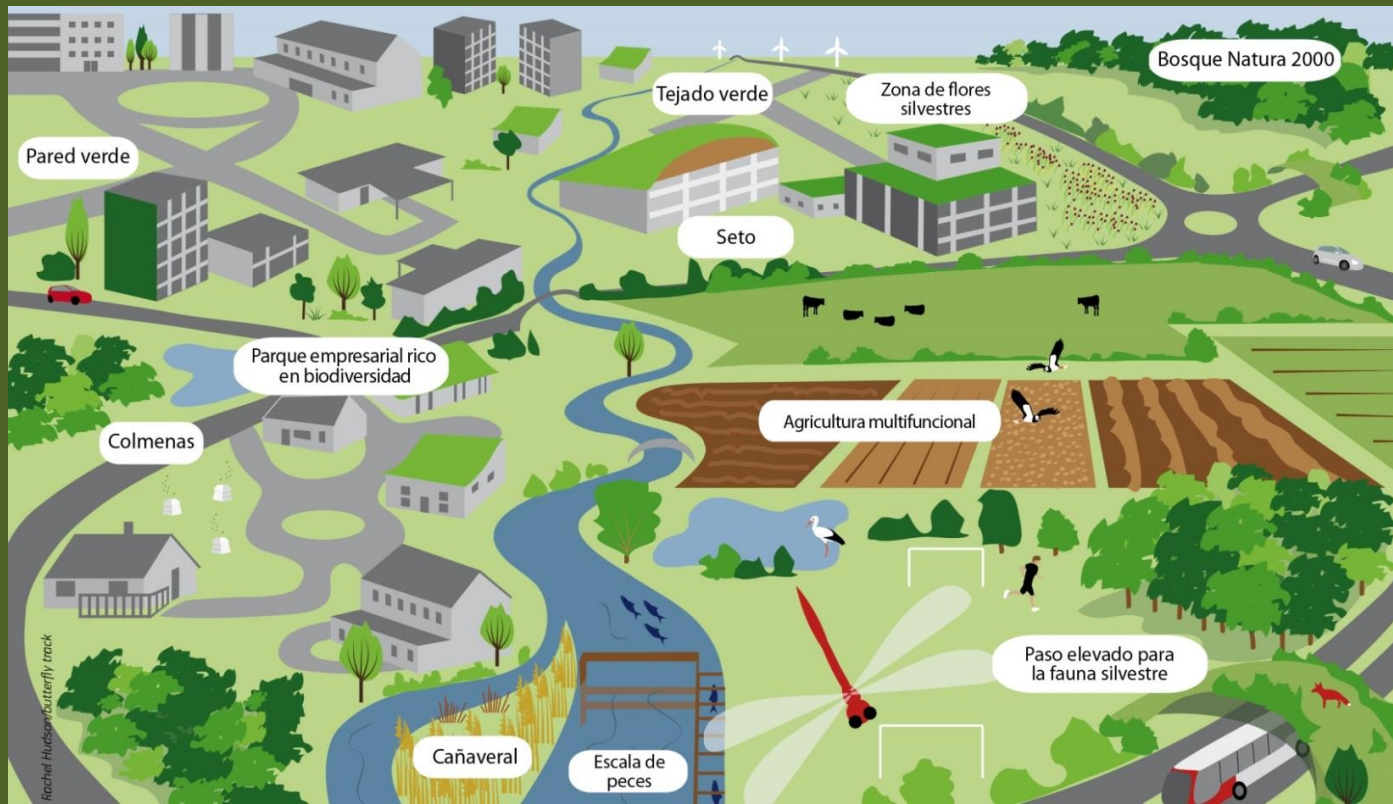 Bosque Natura 2000
Tejado verde
Zona de flores
silvestres
Pared verde
Seto
Parque empresarial rico
en biodiversidad
Agricultura multifuncional
Colmenas
Paso elevado para
la fauna silvestre
Cañaveral
Escala de
peces
Rachel Hudson/butterfly track